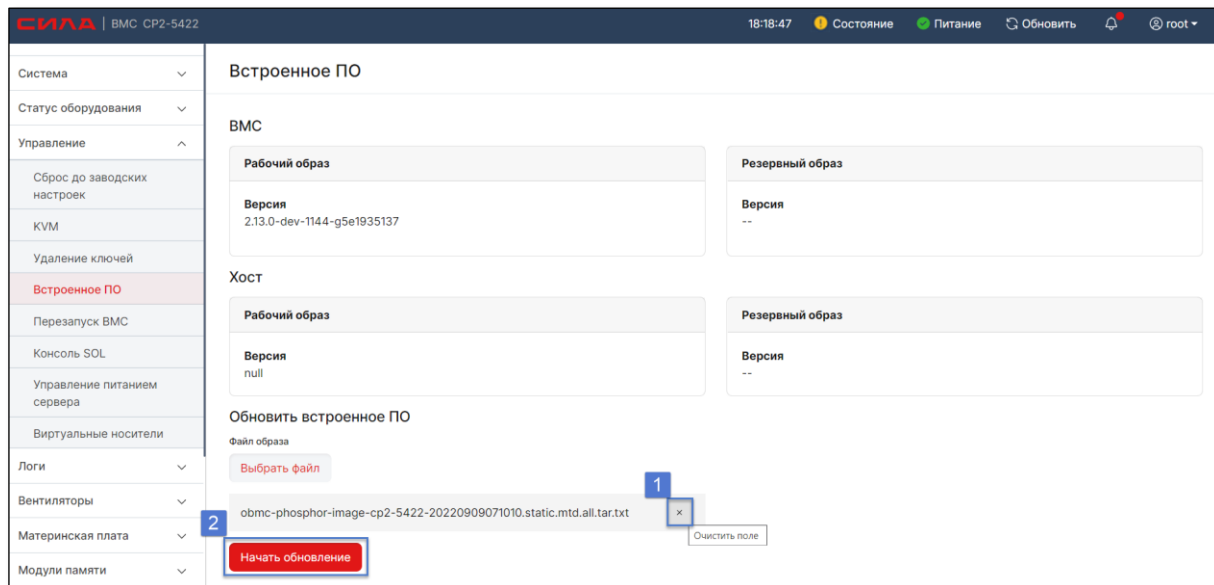 СИЛА | BMC CP2-5422 18:18:47 Состояние Питание Обновить root
Система
Статус оборудования
Управление
Сброс до заводских
настроек
KVM
Удаление ключей
Встроенное ПО
Перезапуск BMC
Консоль SOL
Управление питанием
сервера
Виртуальные носители
Логи
Вентиляторы
Материнская плата
Модули памяти
Встроенное ПО
BMC
Рабочий образ
Версия
2.13.0-dev-1144-g5e1935137
Резервный образ
Версия
--
Хост
Рабочий образ
Версия
null
Резервный образ
Версия
--
Обновить встроенное ПО
Файл образа
Выбрать файл
1
obmc-phosphor-image-cp2-5422-20220909071010.static.mtd.all.tar.txt ×
Очистить поле
2
Начать обновление